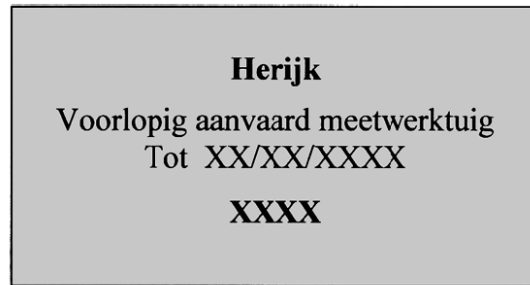 Herijk
Voorlopig aanvaard meetwerktuig
Tot XX/XX/XXXX
XXXX